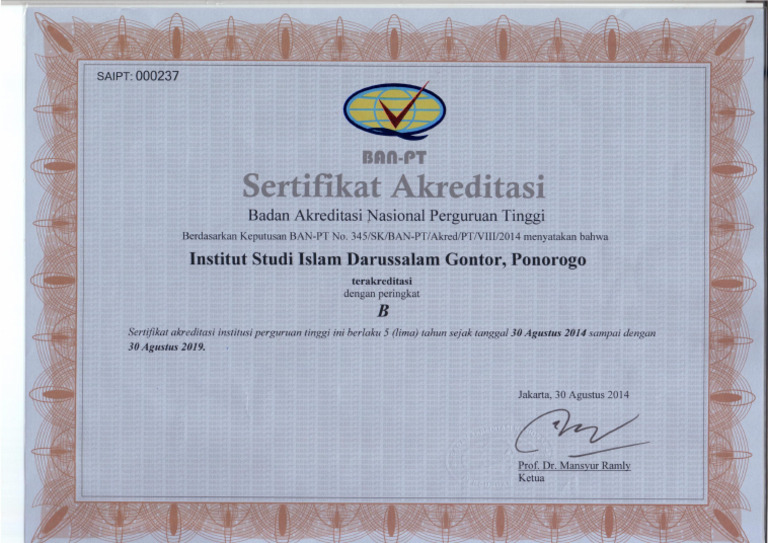 SAIPT: 000237
BAN-PT
Sertifikat Akreditasi
Badan Akreditasi Nasional Perguruan Tinggi
Berdasarkan Keputusan BAN-PT No. 345/SK/BAN-PT/Akred/PT/VIII/2014 menyatakan bahwa
Institut Studi Islam Darussalam Gontor, Ponorogo
terakreditasi
dengan peringkat
B
Sertifikat akreditasi institusi perguruan tinggi ini berlaku 5 (lima) tahun sejak tanggal 30 Agustus 2014 sampai dengan
30 Agustus 2019.
Jakarta, 30 Agustus 2014
Prof. Dr. Mansyur Ramly
Ketua